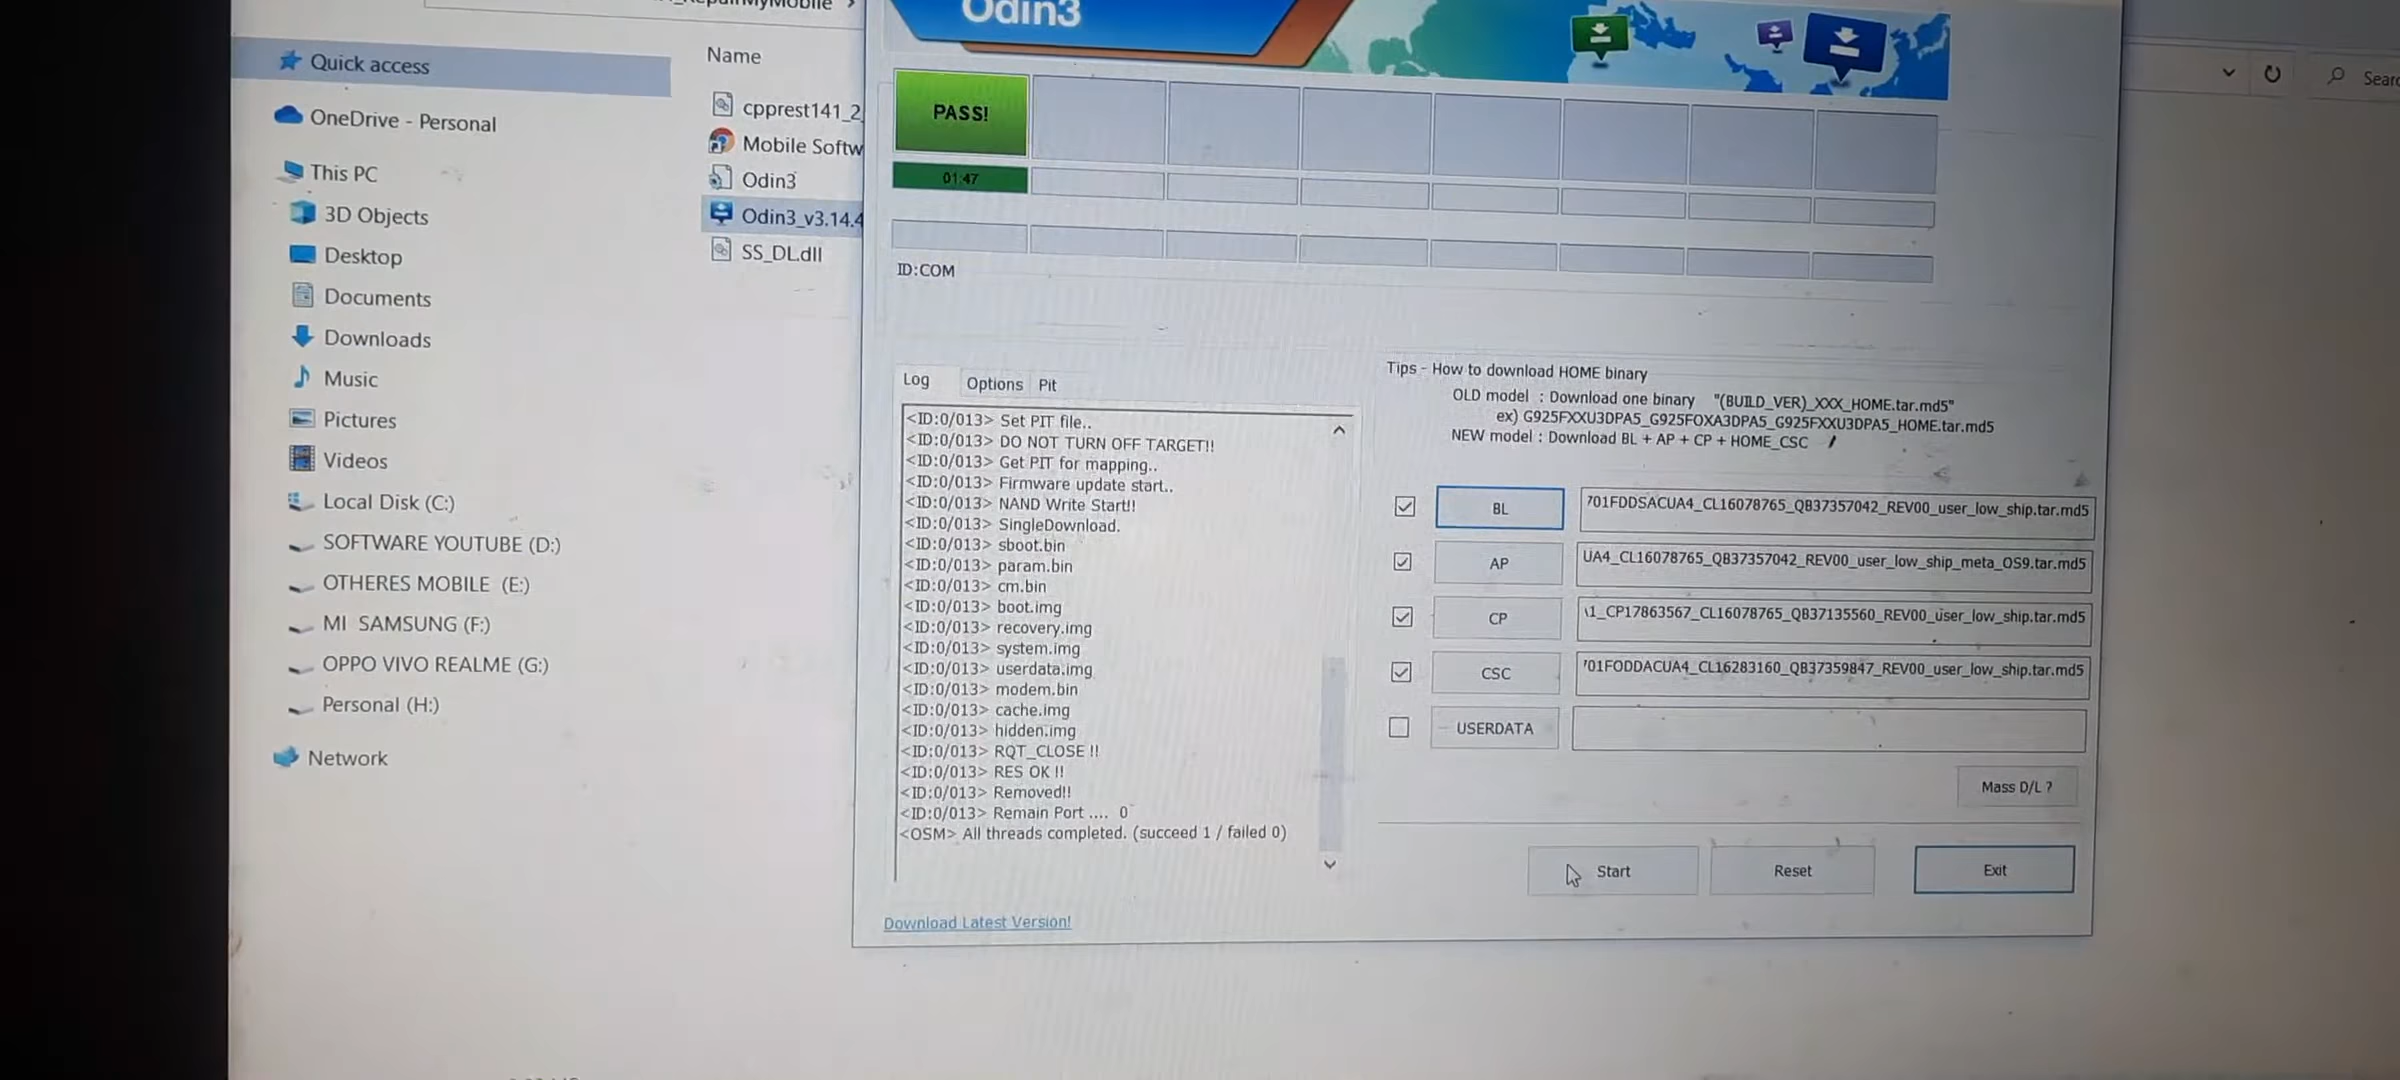 Odin3
Quick access
OneDrive - Personal
This PC
3D Objects
Desktop
Documents
Downloads
Music
Pictures
Videos
Local Disk (C:)
SOFTWARE YOUTUBE (D:)
OTHERES MOBILE (E:)
MI SAMSUNG (F:)
OPPO VIVO REALME (G:)
Personal (H:)
Network
Name
cpprest141_2
Mobile Softw
Odin3
Odin3_v3.14.4
SS_DL.dll
PASS!
01:47
ID:COM
Log Options Pit
<ID:0/013> Set PIT file..
<ID:0/013> DO NOT TURN OFF TARGET!!
<ID:0/013> Get PIT for mapping..
<ID:0/013> Firmware update start..
<ID:0/013> NAND Write Start!!
<ID:0/013> SingleDownload.
<ID:0/013> sboot.bin
<ID:0/013> param.bin
<ID:0/013> cm.bin
<ID:0/013> boot.img
<ID:0/013> recovery.img
<ID:0/013> system.img
<ID:0/013> userdata.img
<ID:0/013> modem.bin
<ID:0/013> cache.img
<ID:0/013> hidden.img
<ID:0/013> RQT_CLOSE !!
<ID:0/013> RES OK !!
<ID:0/013> Removed!!
<ID:0/013> Remain Port .... 0
<OSM> All threads completed. (succeed 1 / failed 0)
Download Latest Version!
Tips - How to download HOME binary
OLD model : Download one binary "(BUILD_VER)_XXX_HOME.tar.md5"
ex) G925FXXU3DPA5_G925FOXA3DPA5_G925FXXU3DPA5_HOME.tar.md5
NEW model : Download BL + AP + CP + HOME_CSC
BL 701FDDSACUA4_CL16078765_QB37357042_REV00_user_low_ship.tar.md5
AP UA4_CL16078765_QB37357042_REV00_user_low_ship_meta_OS9.tar.md5
CP 1_CP17863567_CL16078765_QB37135560_REV00_user_low_ship.tar.md5
CSC 701FODDACUA4_CL16283160_QB37359847_REV00_user_low_ship.tar.md5
USERDATA
Mass D/L ?
Start Reset Exit